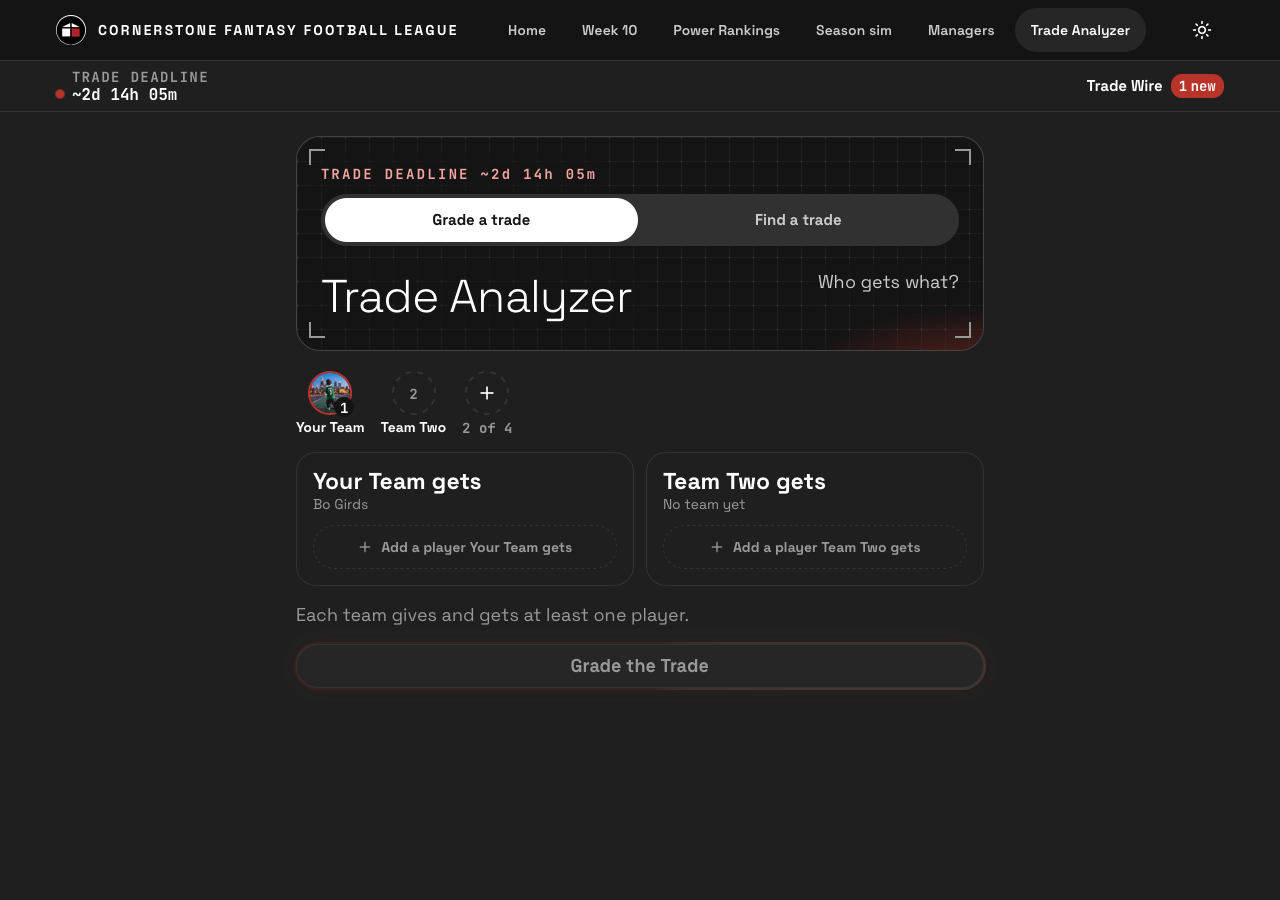 CORNERSTONE FANTASY FOOTBALL LEAGUE
Home
Week 10
Power Rankings
Season sim
Managers
Trade Analyzer
TRADE DEADLINE
~2d 14h 05m
Trade Wire
1 new
TRADE DEADLINE ~2d 14h 05m
Grade a trade
Find a trade
Trade Analyzer
Who gets what?
1
2
+
Your Team
Team Two
2 of 4
Your Team gets
Bo Girds
+ Add a player Your Team gets
Team Two gets
No team yet
+ Add a player Team Two gets
Each team gives and gets at least one player.
Grade the Trade